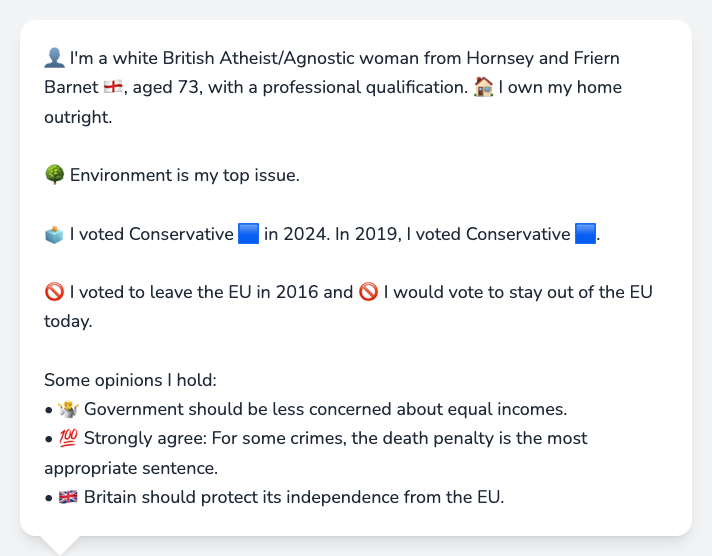 👤 I'm a white British Atheist/Agnostic woman from Hornsey and Friern
Barnet 🏴󠁧󠁢󠁥󠁮󠁧󠁿, aged 73, with a professional qualification. 🏠 I own my home
outright.
🌳 Environment is my top issue.
🗳️ I voted Conservative 🟦 in 2024. In 2019, I voted Conservative 🟦.
🚫 I voted to leave the EU in 2016 and 🚫 I would vote to stay out of the EU
today.
Some opinions I hold:
• 🤷 Government should be less concerned about equal incomes.
• 💯 Strongly agree: For some crimes, the death penalty is the most
appropriate sentence.
• 🇬🇧 Britain should protect its independence from the EU.